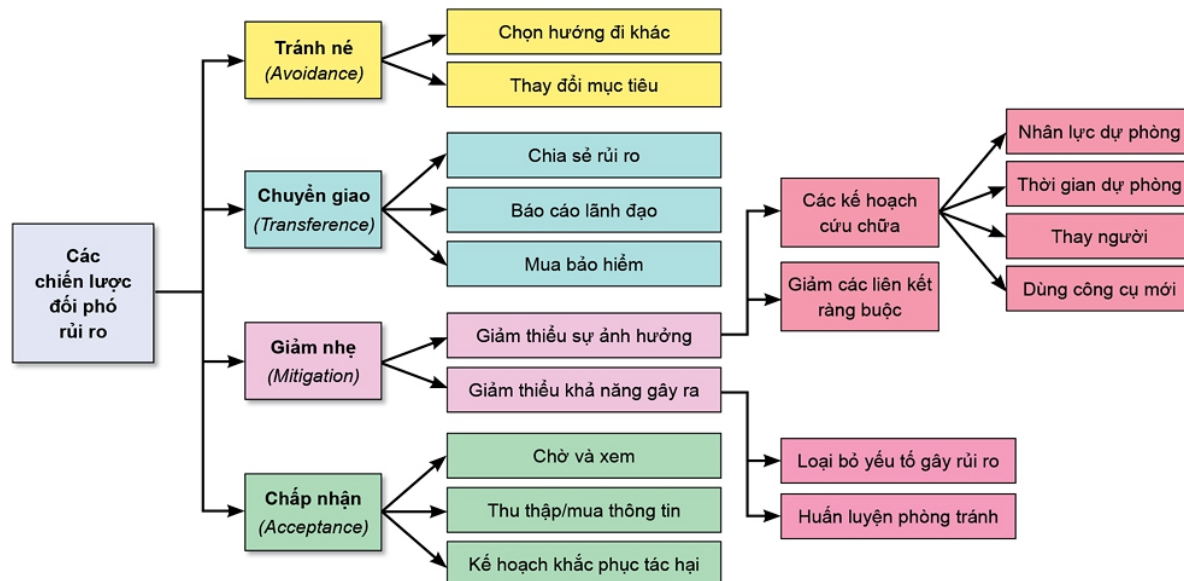 Các
chiến lược
đối phó
rủi ro
Tránh né
(Avoidance)
Chọn hướng đi khác
Thay đổi mục tiêu
Chuyển giao
(Transference)
Chia sẻ rủi ro
Báo cáo lãnh đạo
Mua bảo hiểm
Giảm nhẹ
(Mitigation)
Giảm thiểu sự ảnh hưởng
Giảm thiểu khả năng gây ra
Các kế hoạch
cứu chữa
Giảm các liên kết
ràng buộc
Nhân lực dự phòng
Thời gian dự phòng
Thay người
Dùng công cụ mới
Loại bỏ yếu tố gây rủi ro
Huấn luyện phòng tránh
Chấp nhận
(Acceptance)
Chờ và xem
Thu thập/mua thông tin
Kế hoạch khắc phục tác hại